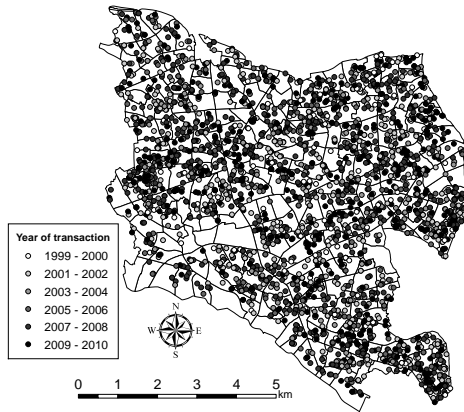 Year of transaction
1999 - 2000
2001 - 2002
2003 - 2004
2005 - 2006
2007 - 2008
2009 - 2010
N
W E
S
0 1 2 3 4 5
km